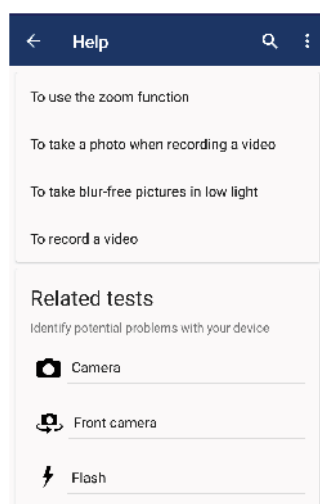 Help
To use the zoom function
To take a photo when recording a video
To take blur-free pictures in low light
To record a video
Related tests
Identify potential problems with your device
Camera
Front camera
Flash